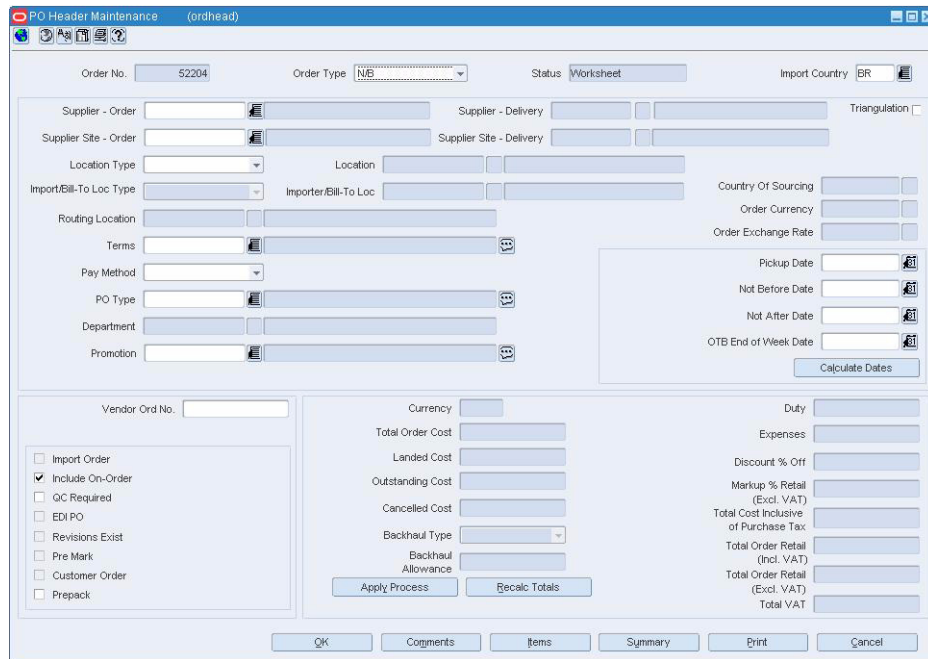 PO Header Maintenance (ordhead)
Order No. 52204 Order Type N/B Status Worksheet Import Country BR
Supplier - Order Supplier - Delivery Triangulation
Supplier Site - Order Supplier Site - Delivery
Location Type Location
Import/Bill-To Loc Type Importer/Bill-To Loc Country Of Sourcing
Order Currency
Routing Location
Order Exchange Rate
Terms
Pickup Date
Pay Method
Not Before Date
PO Type
Not After Date
Department
OTB End of Week Date
Promotion
Calculate Dates
Vendor Ord No. Currency Duty
Total Order Cost Expenses
Import Order Landed Cost Discount % Off
Include On-Order Outstanding Cost Markup % Retail
(Excl. VAT)
QC Required Cancelled Cost Total Cost Inclusive
of Purchase Tax
EDI PO
Revisions Exist Backhaul Type Total Order Retail
(Incl. VAT)
Pre Mark Backhaul
Allowance
Customer Order Total Order Retail
(Excl. VAT)
Prepack Apply Process Recalc Totals Total VAT
OK Comments Items Summary Print Cancel